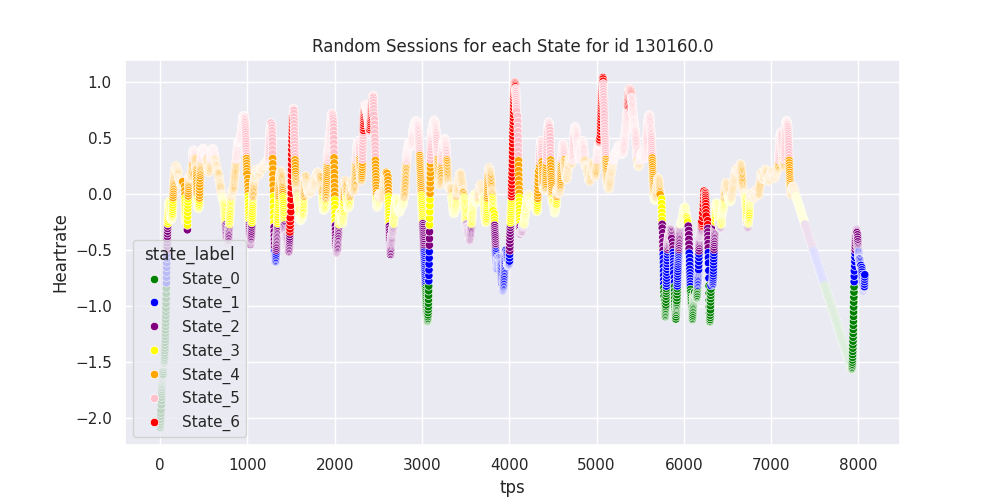 Random Sessions for each State for id 130160.0
Heartrate
1.0
0.5
0.0
−0.5
−1.0
−1.5
−2.0
state_label
State_0
State_1
State_2
State_3
State_4
State_5
State_6
0 1000 2000 3000 4000 5000 6000 7000 8000
tps